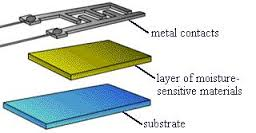 metal contacts
layer of moisture-
sensitive materials
substrate